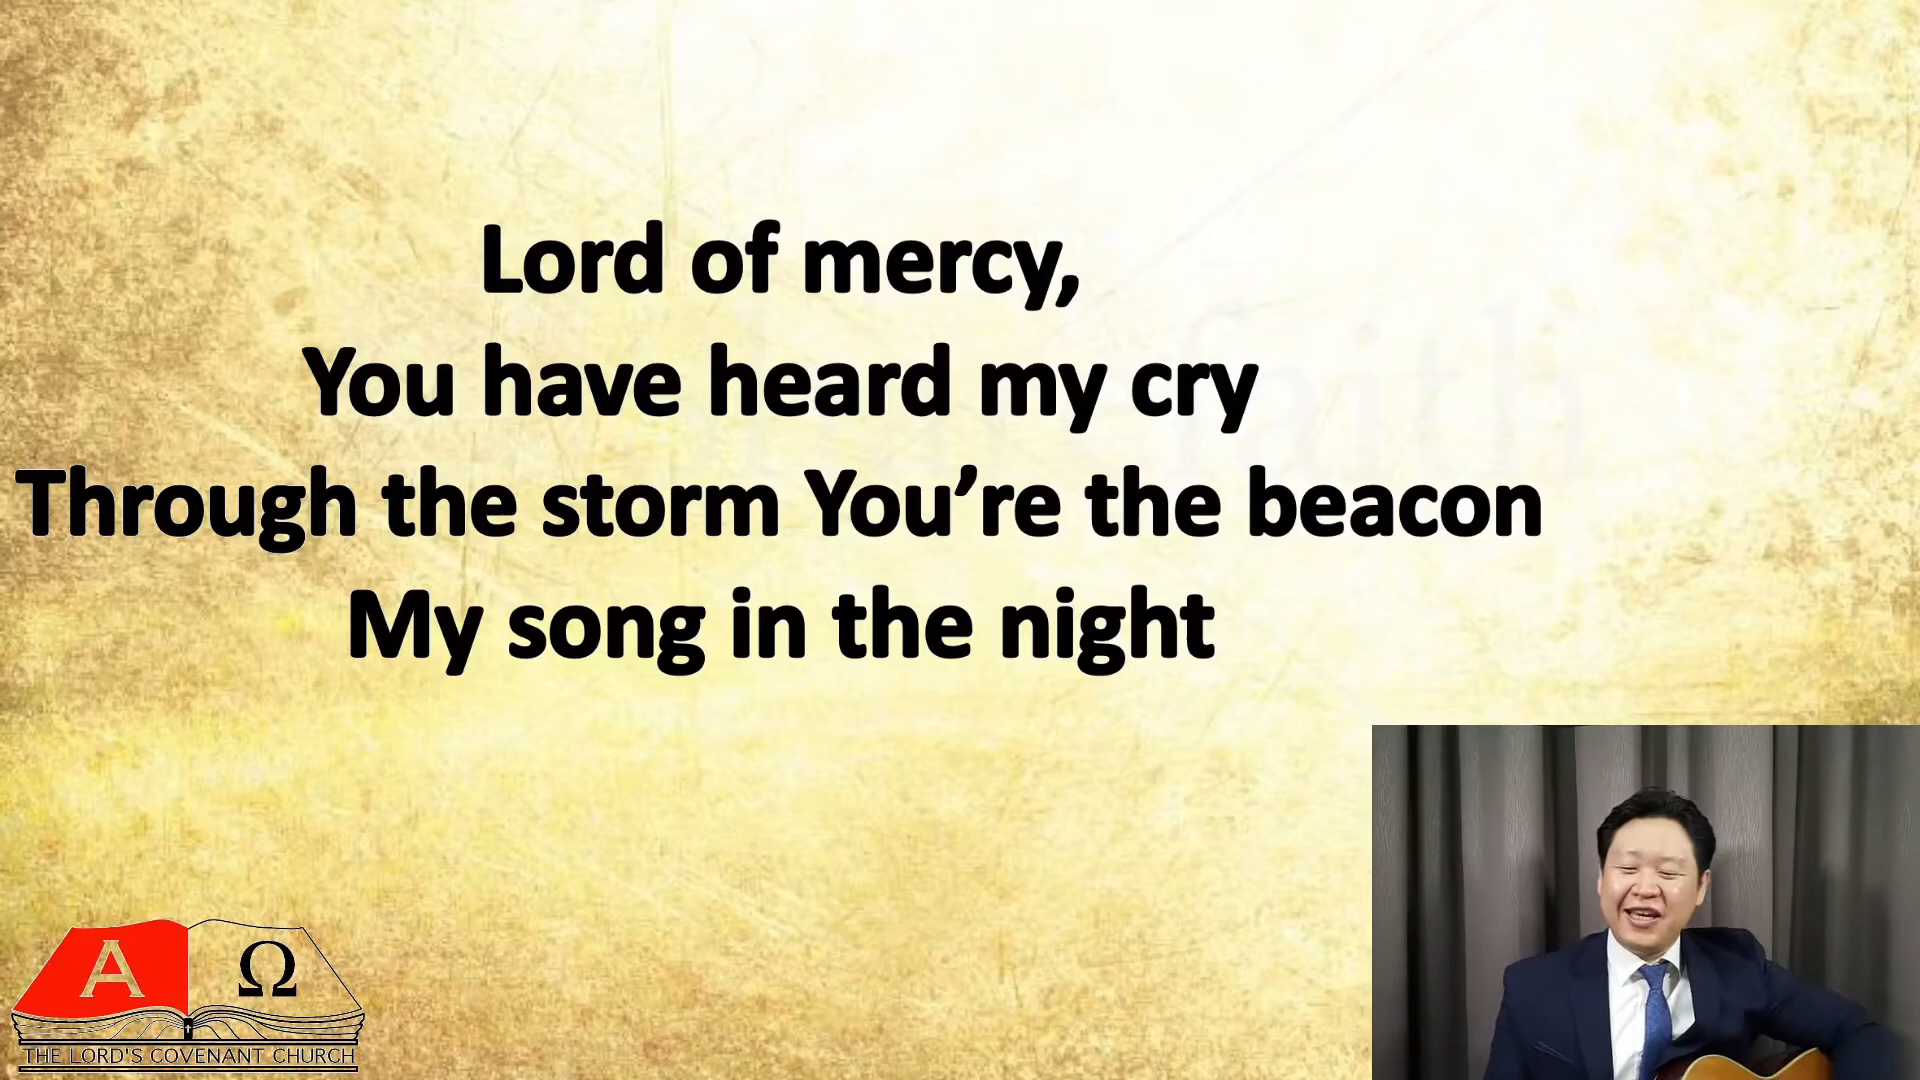 Lord of mercy,
You have heard my cry
Through the storm You’re the beacon
My song in the night
faith
A Ω
THE LORD'S COVENANT CHURCH